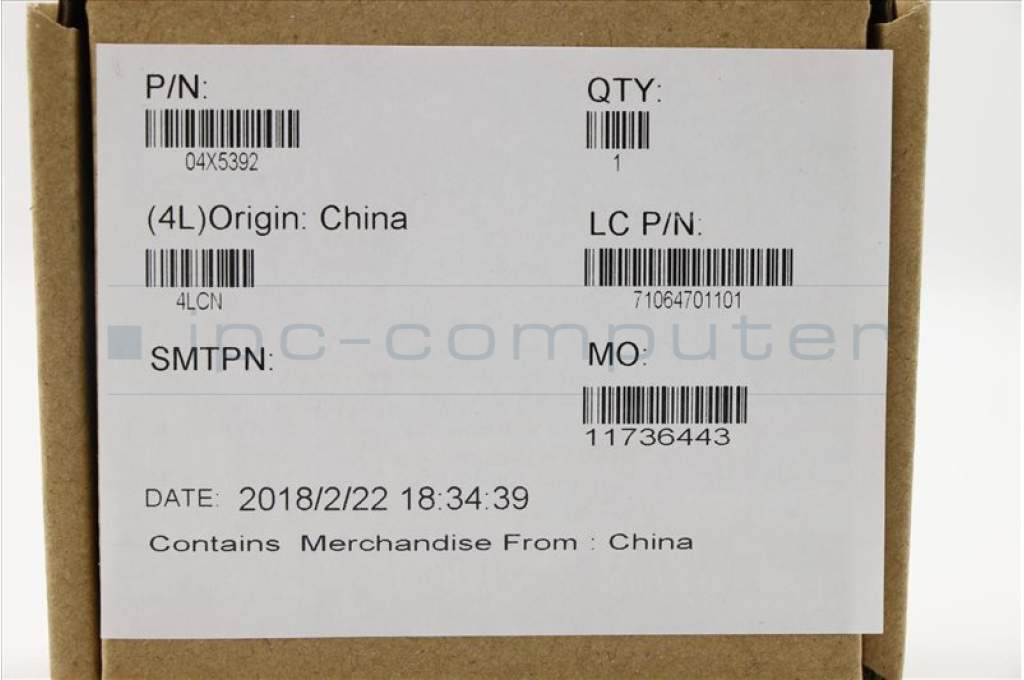 P/N: QTY:
04X5392 1
(4L)Origin: China LC P/N:
4LCN 71064701101
ipc-computer
SMTPN: MO:
11736443
DATE: 2018/2/22 18:34:39
Contains Merchandise From : China